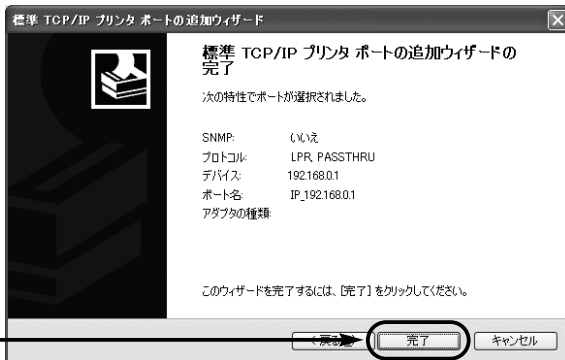 標準 TCP/IP プリンタ ポートの追加ウィザード
標準 TCP/IP プリンタ ポートの追加ウィザードの
完了
次の特性でポートが選択されました。
SNMP: いいえ
プロトコル: LPR, PASSTHRU
デバイス: 192.168.0.1
ポート名: IP_192.168.0.1
アダプタの種類:
このウィザードを完了するには、[完了] をクリックしてください。
< 戻る 完了 キャンセル